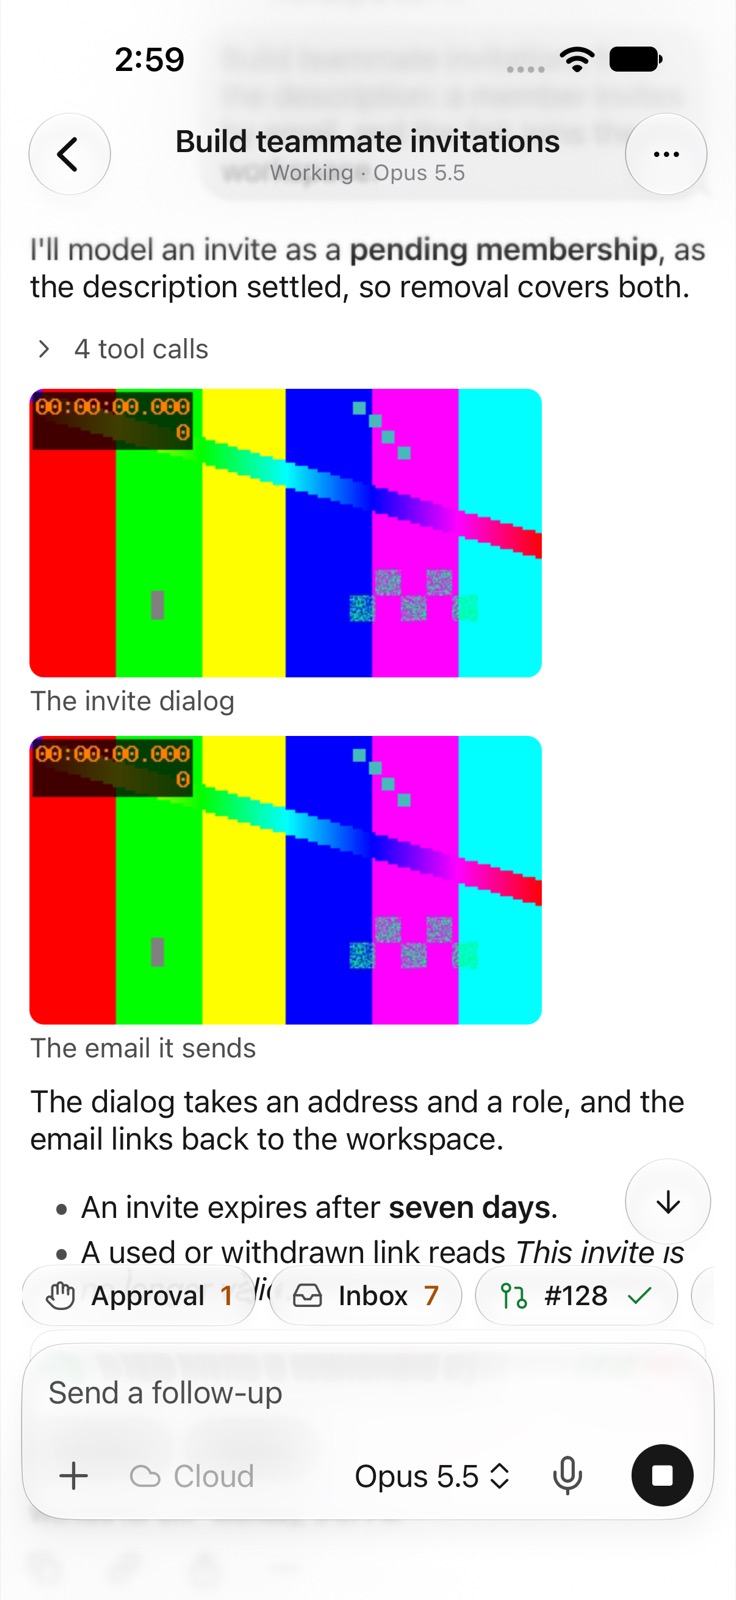 2:59
Build teammate invitations
Working · Opus 5.5
I'll model an invite as a pending membership, as
the description settled, so removal covers both.
4 tool calls
00:00:00.000
0
The invite dialog
00:00:00.000
0
The email it sends
The dialog takes an address and a role, and the
email links back to the workspace.
An invite expires after seven days.
A used or withdrawn link reads This invite is
Approval 1
Inbox 7
#128
Send a follow-up
Cloud
Opus 5.5